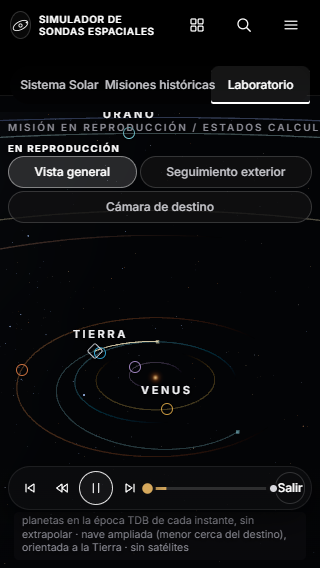 SIMULADOR DE
SONDAS ESPACIALES
Sistema Solar Misiones históricas Laboratorio
URANO
MISIÓN EN REPRODUCCIÓN / ESTADOS CALCUL
EN REPRODUCCIÓN
Vista general Seguimiento exterior
Cámara de destino
TIERRA
VENUS
Salir
planetas en la época TDB de cada instante, sin
extrapolar · nave ampliada (menor cerca del destino),
orientada a la Tierra · sin satélites